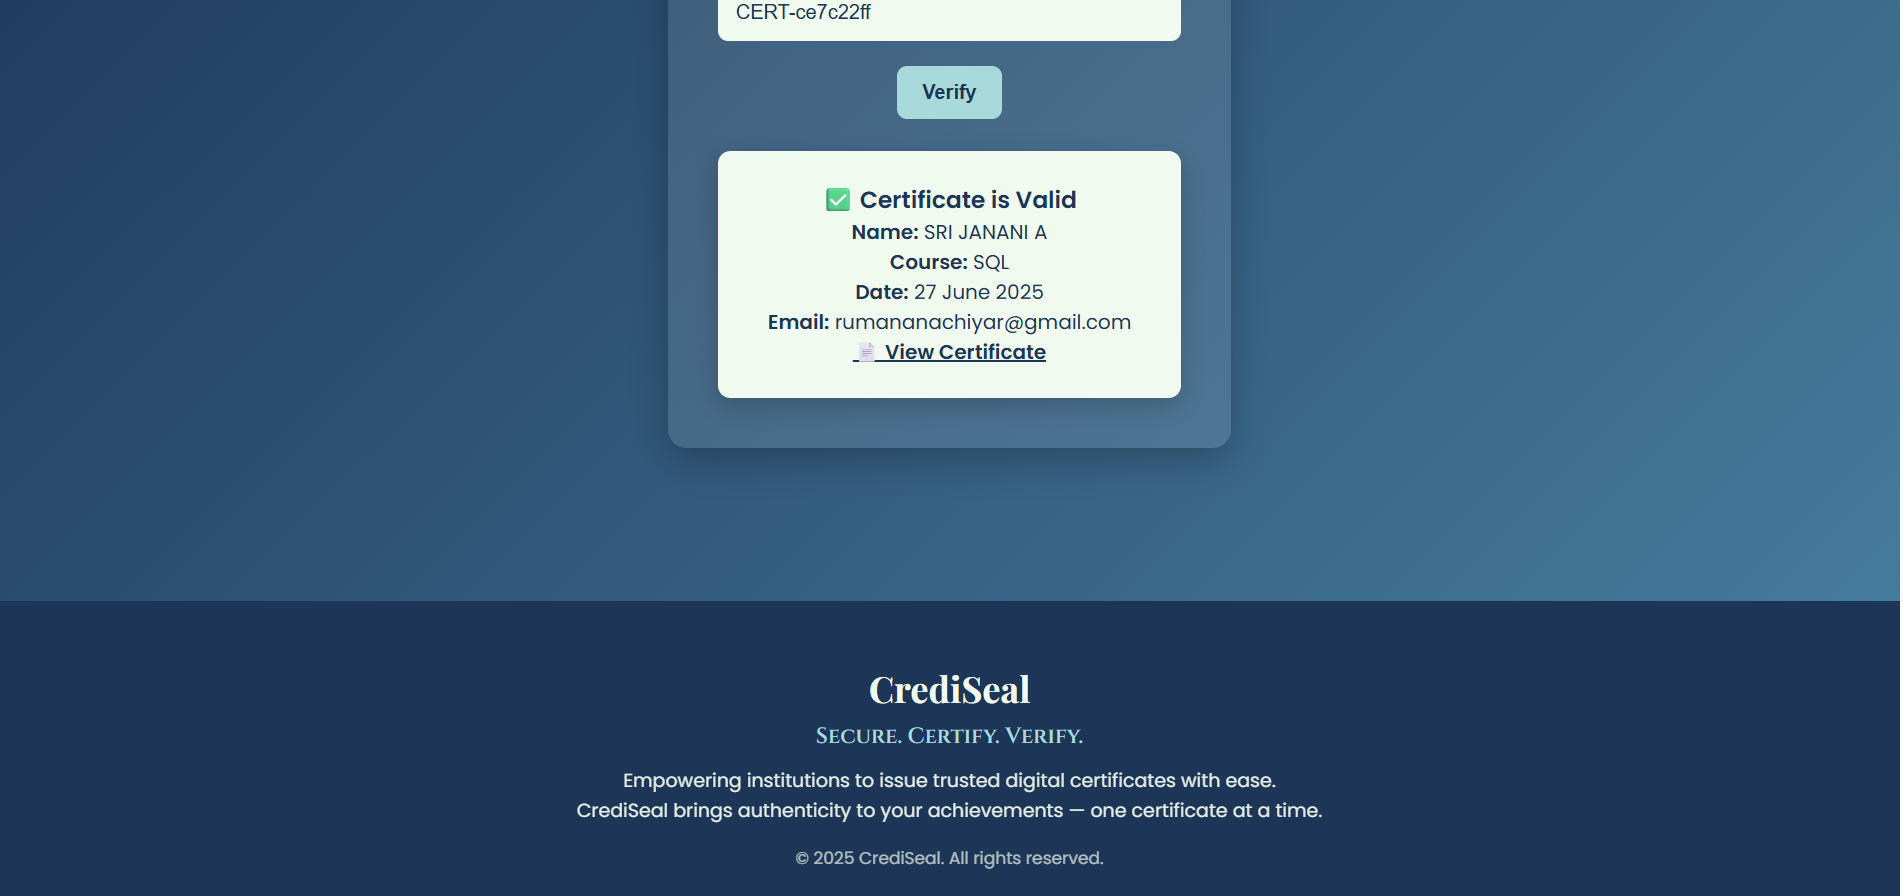 CERT-ce7c22ff
Verify
✅ Certificate is Valid
Name: SRI JANANI A
Course: SQL
Date: 27 June 2025
Email: rumananachiyar@gmail.com
📄 View Certificate
CrediSeal
Secure. Certify. Verify.
Empowering institutions to issue trusted digital certificates with ease.
CrediSeal brings authenticity to your achievements — one certificate at a time.
© 2025 CrediSeal. All rights reserved.